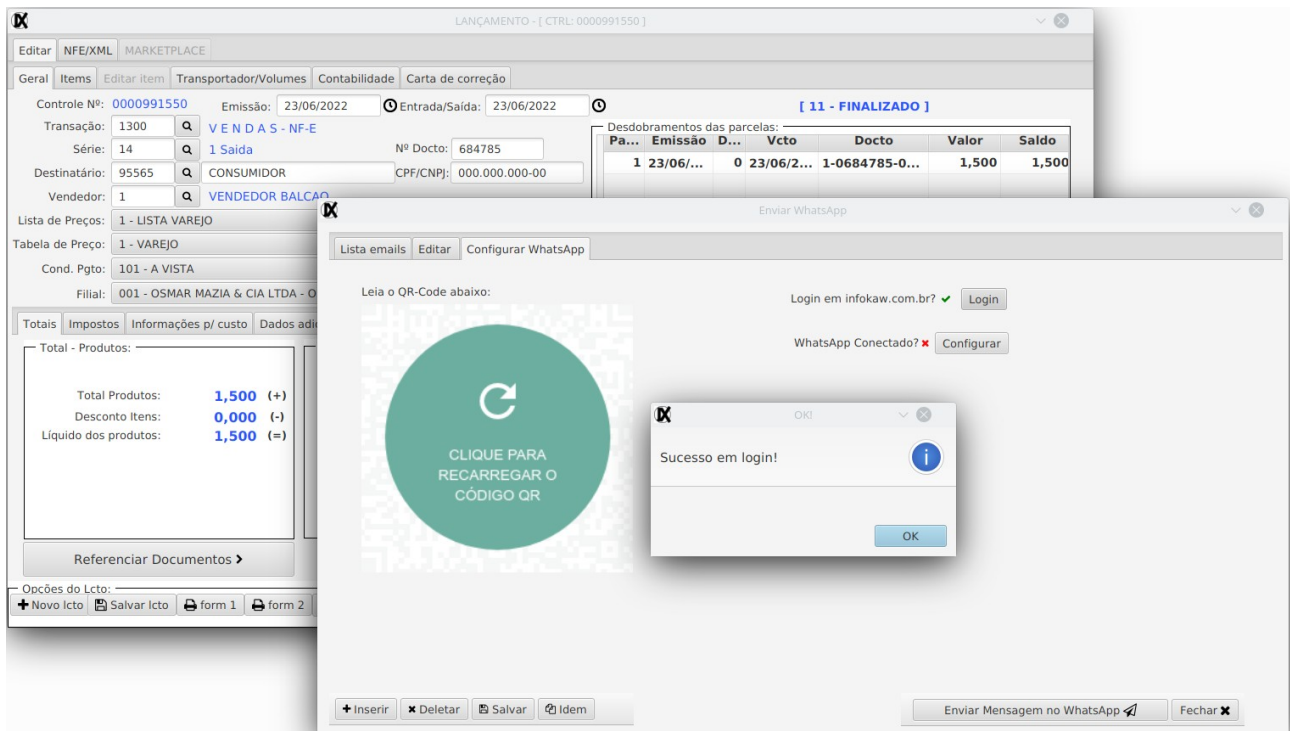 LANÇAMENTO - [ CTRL: 0000991550 ]
Editar NFE/XML MARKETPLACE
Geral Items Editar item Transportador/Volumes Contabilidade Carta de correção
Controle Nº: 0000991550 Emissão: 23/06/2022 Entrada/Saída: 23/06/2022 [ 11 - FINALIZADO ]
Transação: 1300 V E N D A S - NF-E
Série: 14 1 Saida Nº Docto: 684785
Destinatário: 95565 CONSUMIDOR CPF/CNPJ: 000.000.000-00
Vendedor: 1 VENDEDOR BALCAO
Lista de Preços: 1 - LISTA VAREJO
Tabela de Preço: 1 - VAREJO
Cond. Pgto: 101 - A VISTA
Filial: 001 - OSMAR MAZIA & CIA LTDA - O
Desdobramentos das parcelas:
Pa... Emissão D... Vcto Docto Valor Saldo
1 23/06/... 0 23/06/2... 1-0684785-0... 1,500 1,500
Totais Impostos Informações p/ custo Dados adi
Total - Produtos:
Total Produtos: 1,500 (+)
Desconto Itens: 0,000 (-)
Líquido dos produtos: 1,500 (=)
Referenciar Documentos
Opções do Lcto:
Novo lcto Salvar lcto form 1 form 2
Enviar WhatsApp
Lista emails Editar Configurar WhatsApp
Leia o QR-Code abaixo:
CLIQUE PARA
RECARREGAR O
CÓDIGO QR
Login em infokaw.com.br? Login
WhatsApp Conectado? Configurar
OK!
Sucesso em login!
OK
Inserir Deletar Salvar Idem
Enviar Mensagem no WhatsApp Fechar